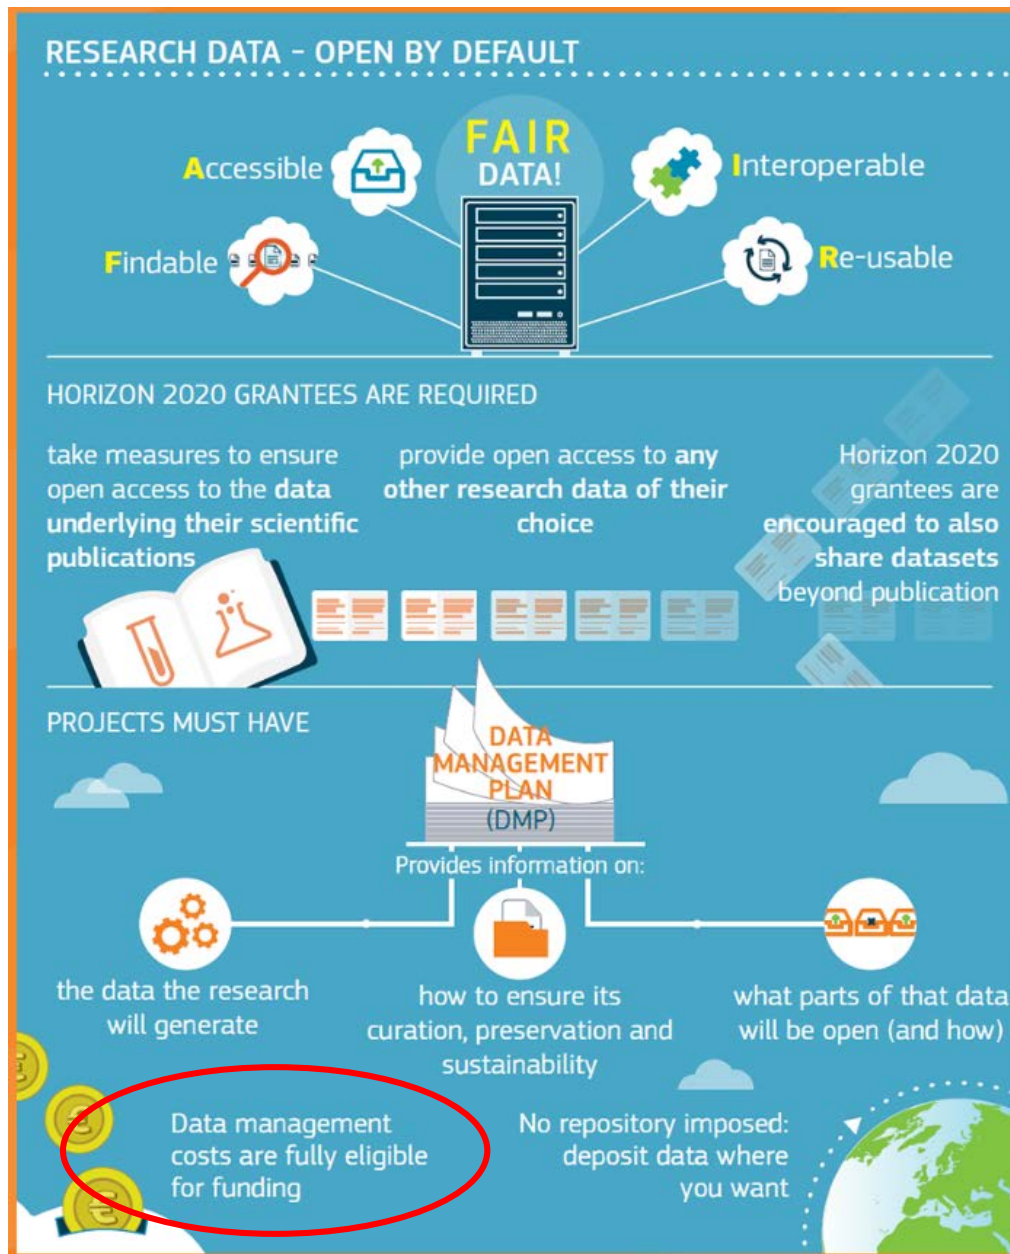 RESEARCH DATA - OPEN BY DEFAULT
FAIR
DATA!
Accessible
Interoperable
Findable
Re-usable
HORIZON 2020 GRANTEES ARE REQUIRED
take measures to ensure
open access to the data
underlying their scientific
publications
provide open access to any
other research data of their
choice
Horizon 2020
grantees are
encouraged to also
share datasets
beyond publication
PROJECTS MUST HAVE
DATA
MANAGEMENT
PLAN
(DMP)
Provides information on:
the data the research
will generate
how to ensure its
curation, preservation and
sustainability
what parts of that data
will be open (and how)
Data management
costs are fully eligible
for funding
No repository imposed:
deposit data where
you want